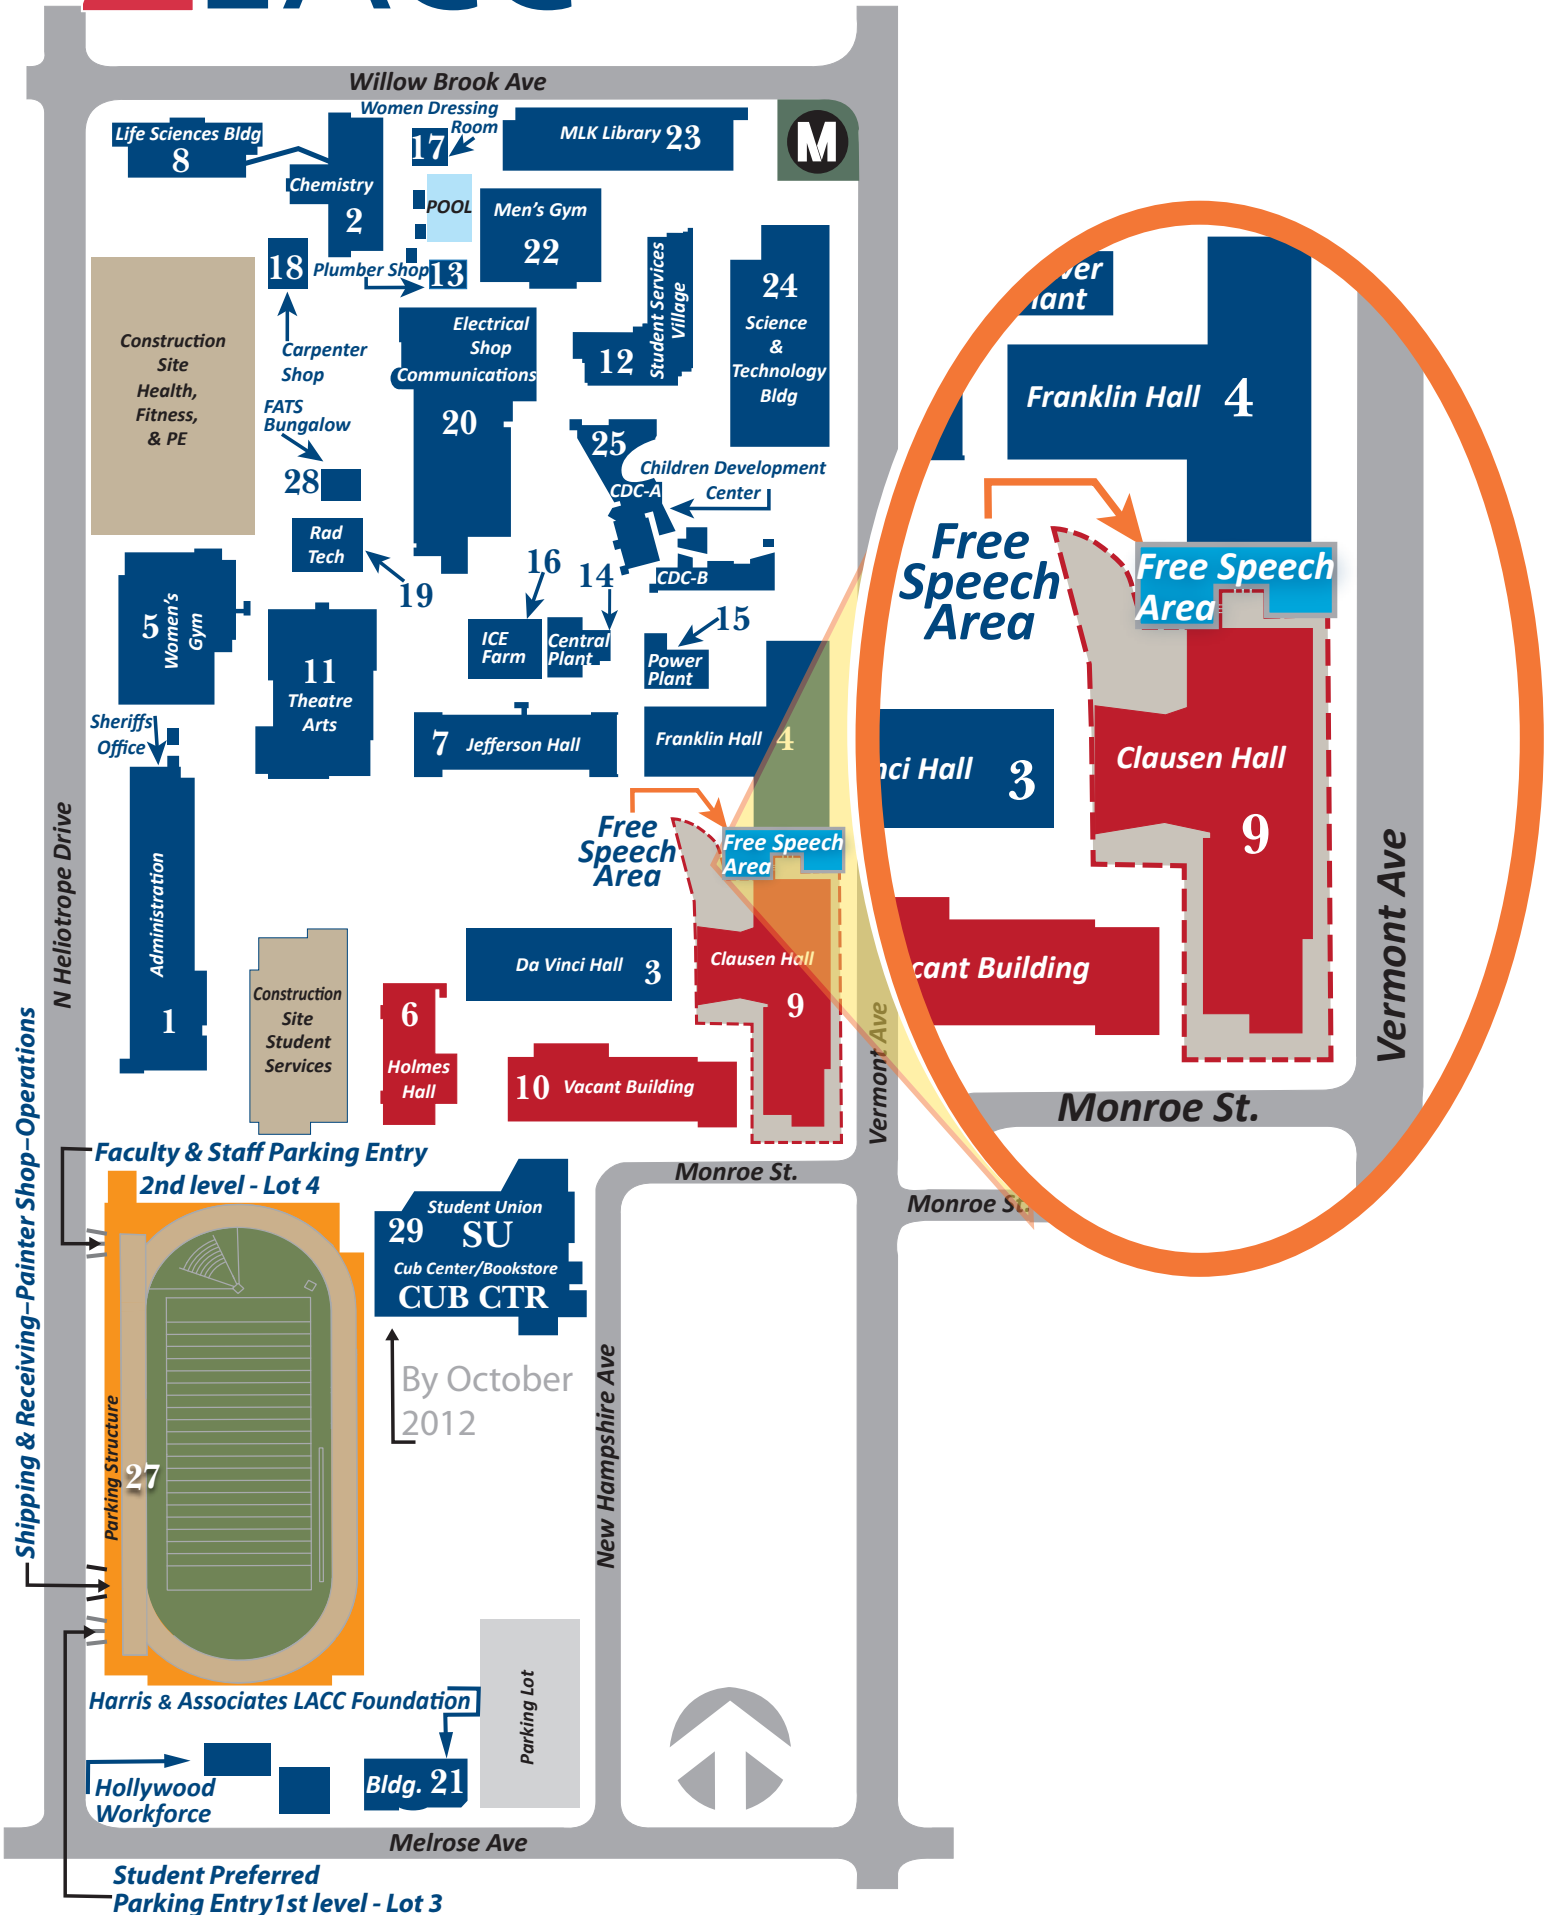 LACC
Willow Brook Ave
Life Sciences Bldg
8
Chemistry
2
Women Dressing
Room
17
MLK Library 23
M
POOL
Men's Gym
22
18
Plumber Shop
13
Carpenter
Shop
Construction
Site
Health,
Fitness,
& PE
Electrical
Shop
Communications
20
Student Services
Village
12
24
Science
&
Technology
Bldg
FATS
Bungalow
28
25
CDC-A
Children Development
Center
CDC-B
Rad
Tech
19
16
14
15
5
Women's
Gym
ICE
Farm
Central
Plant
Power
Plant
11
Theatre
Arts
Sheriffs
Office
7 Jefferson Hall
Franklin Hall 4
N Heliotrope Drive
Administration
1
Free
Speech
Area
Free Speech
Area
Da Vinci Hall 3
Clausen Hall
9
Construction
Site
Student
Services
6
Holmes
Hall
10 Vacant Building
Vermont Ave
Monroe St.
Monroe St.
ver
lant
Franklin Hall 4
Free
Speech
Area
Free Speech
Area
nci Hall 3
Clausen Hall
9
cant Building
Vermont Ave
Monroe St.
Shipping & Receiving–Painter Shop–Operations
Faculty & Staff Parking Entry
2nd level - Lot 4
29
Student Union
SU
Cub Center/Bookstore
CUB CTR
By October
2012
Parking Structure
27
New Hampshire Ave
Parking Lot
Harris & Associates LACC Foundation
Hollywood
Workforce
Bldg. 21
Melrose Ave
Student Preferred
Parking Entry1st level - Lot 3